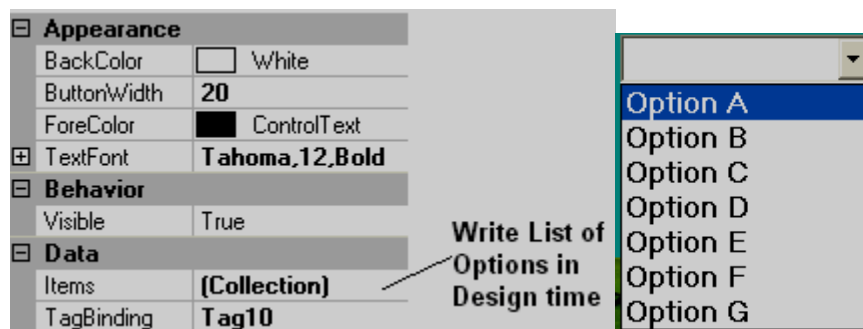 Appearance
BackColor White
ButtonWidth 20
ForeColor ControlText
TextFont Tahoma,12,Bold
Behavior
Visible True
Data
Items (Collection)
TagBinding Tag10
Write List of
Options in
Design time
Option A
Option B
Option C
Option D
Option E
Option F
Option G